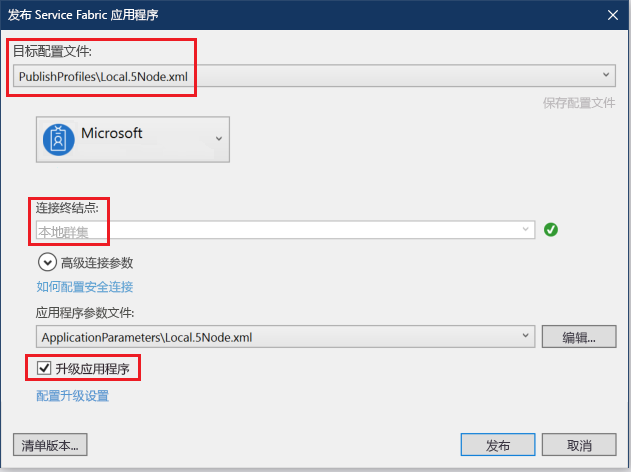 发布 Service Fabric 应用程序
目标配置文件:
PublishProfiles\Local.5Node.xml
保存配置文件
Microsoft
连接终结点:
本地群集
高级连接参数
如何配置安全连接
应用程序参数文件:
ApplicationParameters\Local.5Node.xml
编辑...
升级应用程序
配置升级设置
清单版本...
发布
取消